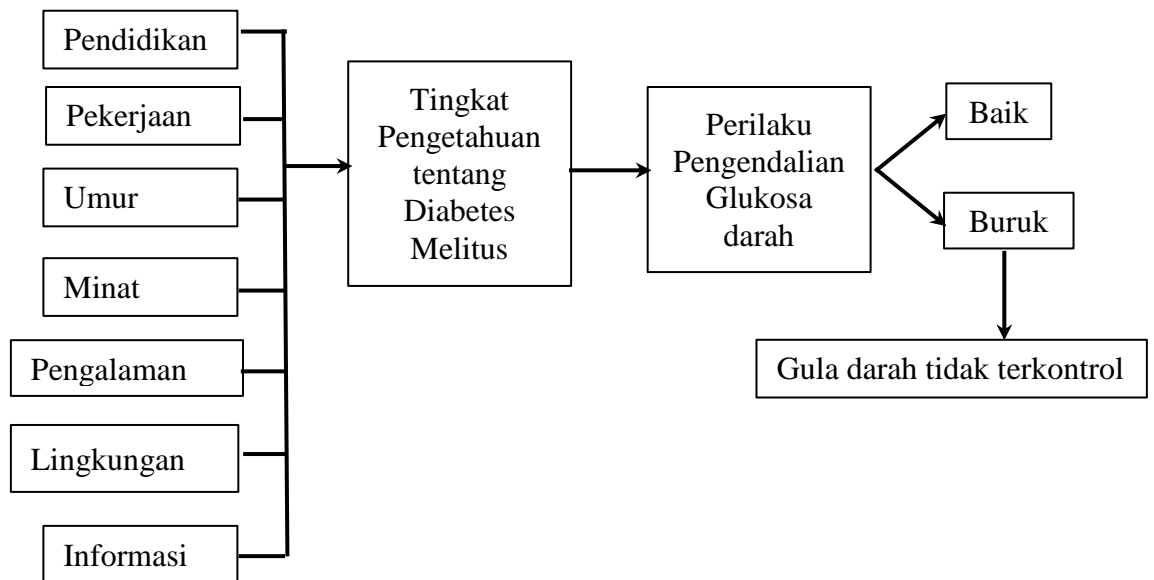 Pendidikan
Pekerjaan
Umur
Minat
Pengalaman
Lingkungan
Informasi
Tingkat
Pengetahuan
tentang
Diabetes
Melitus
Perilaku
Pengendalian
Glukosa
darah
Baik
Buruk
Gula darah tidak terkontrol